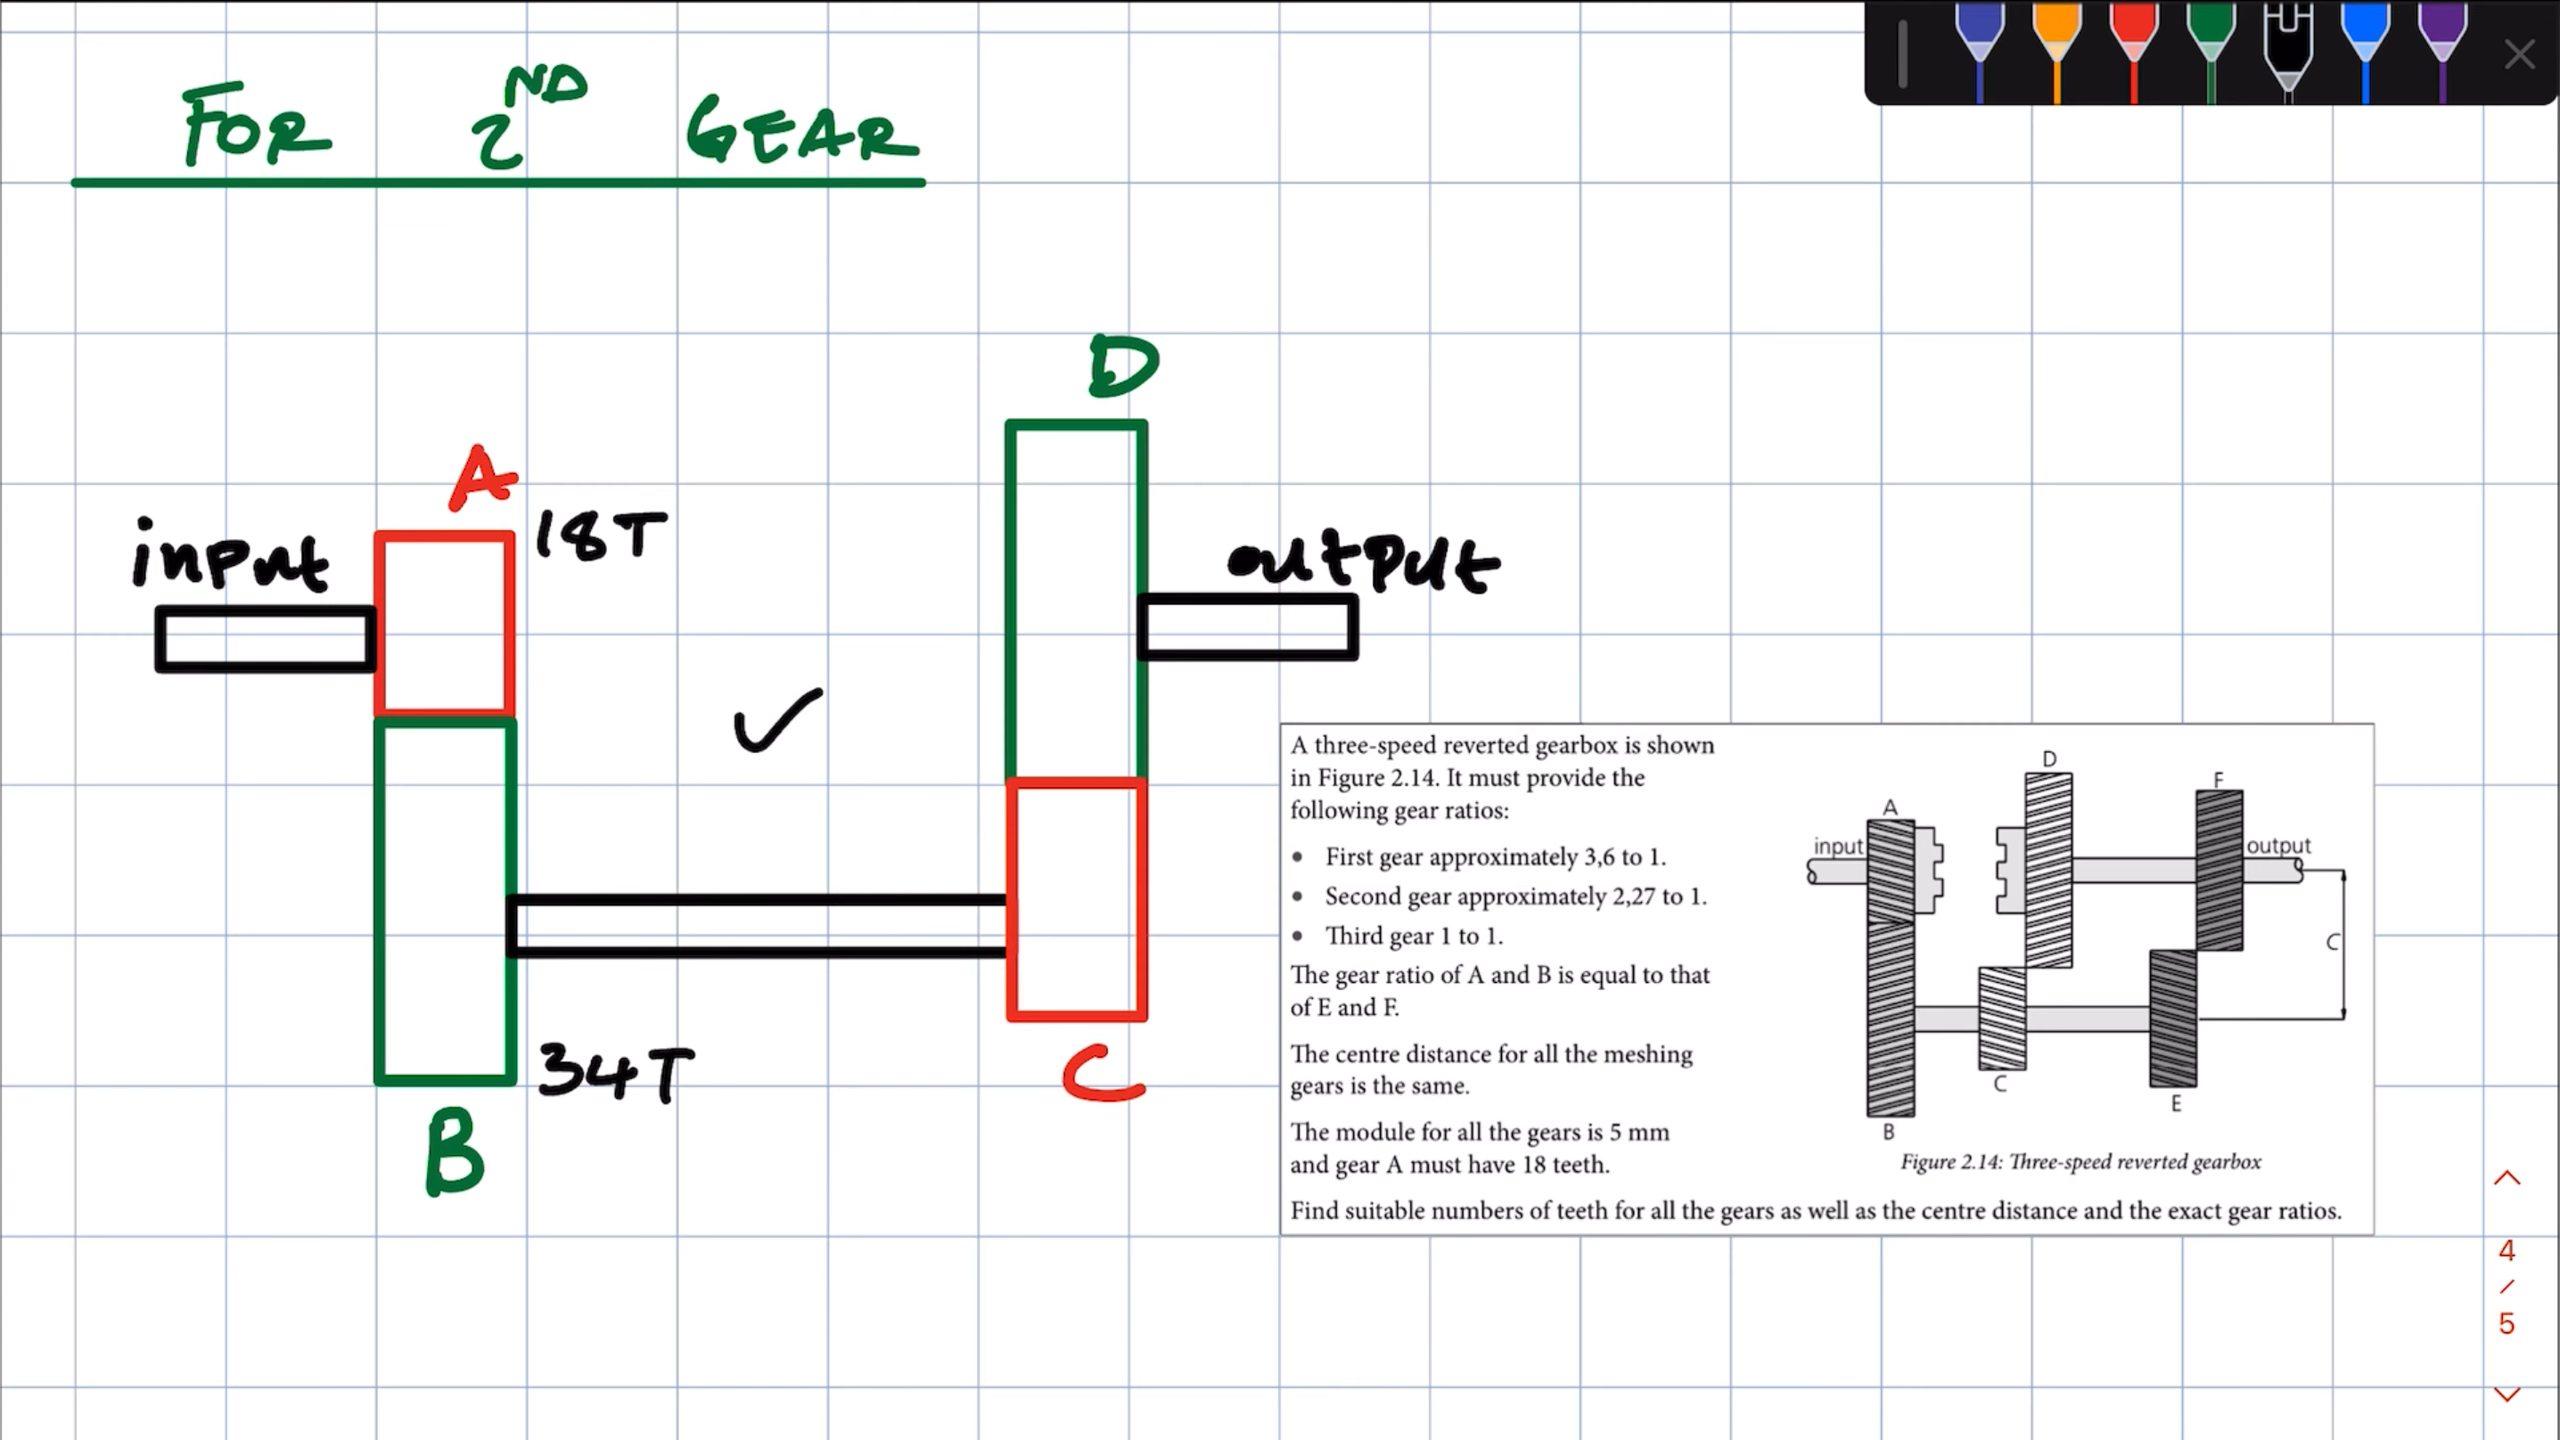 FOR 2ND GEAR
D
A
18T
input
output
34T
C
B
A three-speed reverted gearbox is shown
in Figure 2.14. It must provide the
following gear ratios:
• First gear approximately 3,6 to 1.
• Second gear approximately 2,27 to 1.
• Third gear 1 to 1.
The gear ratio of A and B is equal to that
of E and F.
The centre distance for all the meshing
gears is the same.
The module for all the gears is 5 mm
and gear A must have 18 teeth.
Find suitable numbers of teeth for all the gears as well as the centre distance and the exact gear ratios.
D
F
A
input
output
C
C
E
B
Figure 2.14: Three-speed reverted gearbox
4
/
5